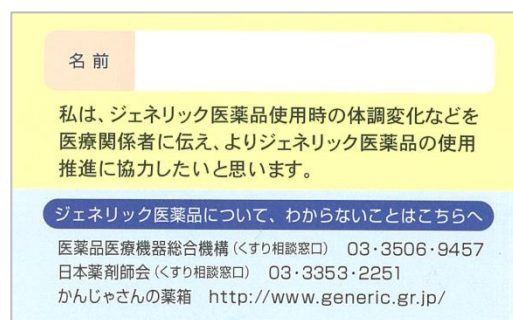 名前
私は、ジェネリック医薬品使用時の体調変化などを
医療関係者に伝え、よりジェネリック医薬品の使用
推進に協力したいと思います。
ジェネリック医薬品について、わからないことはこちらへ
医薬品医療機器総合機構(くすり相談窓口) 03・3506・9457
日本薬剤師会(くすり相談窓口) 03・3353・2251
かんじゃさんの薬箱 http://www.generic.gr.jp/